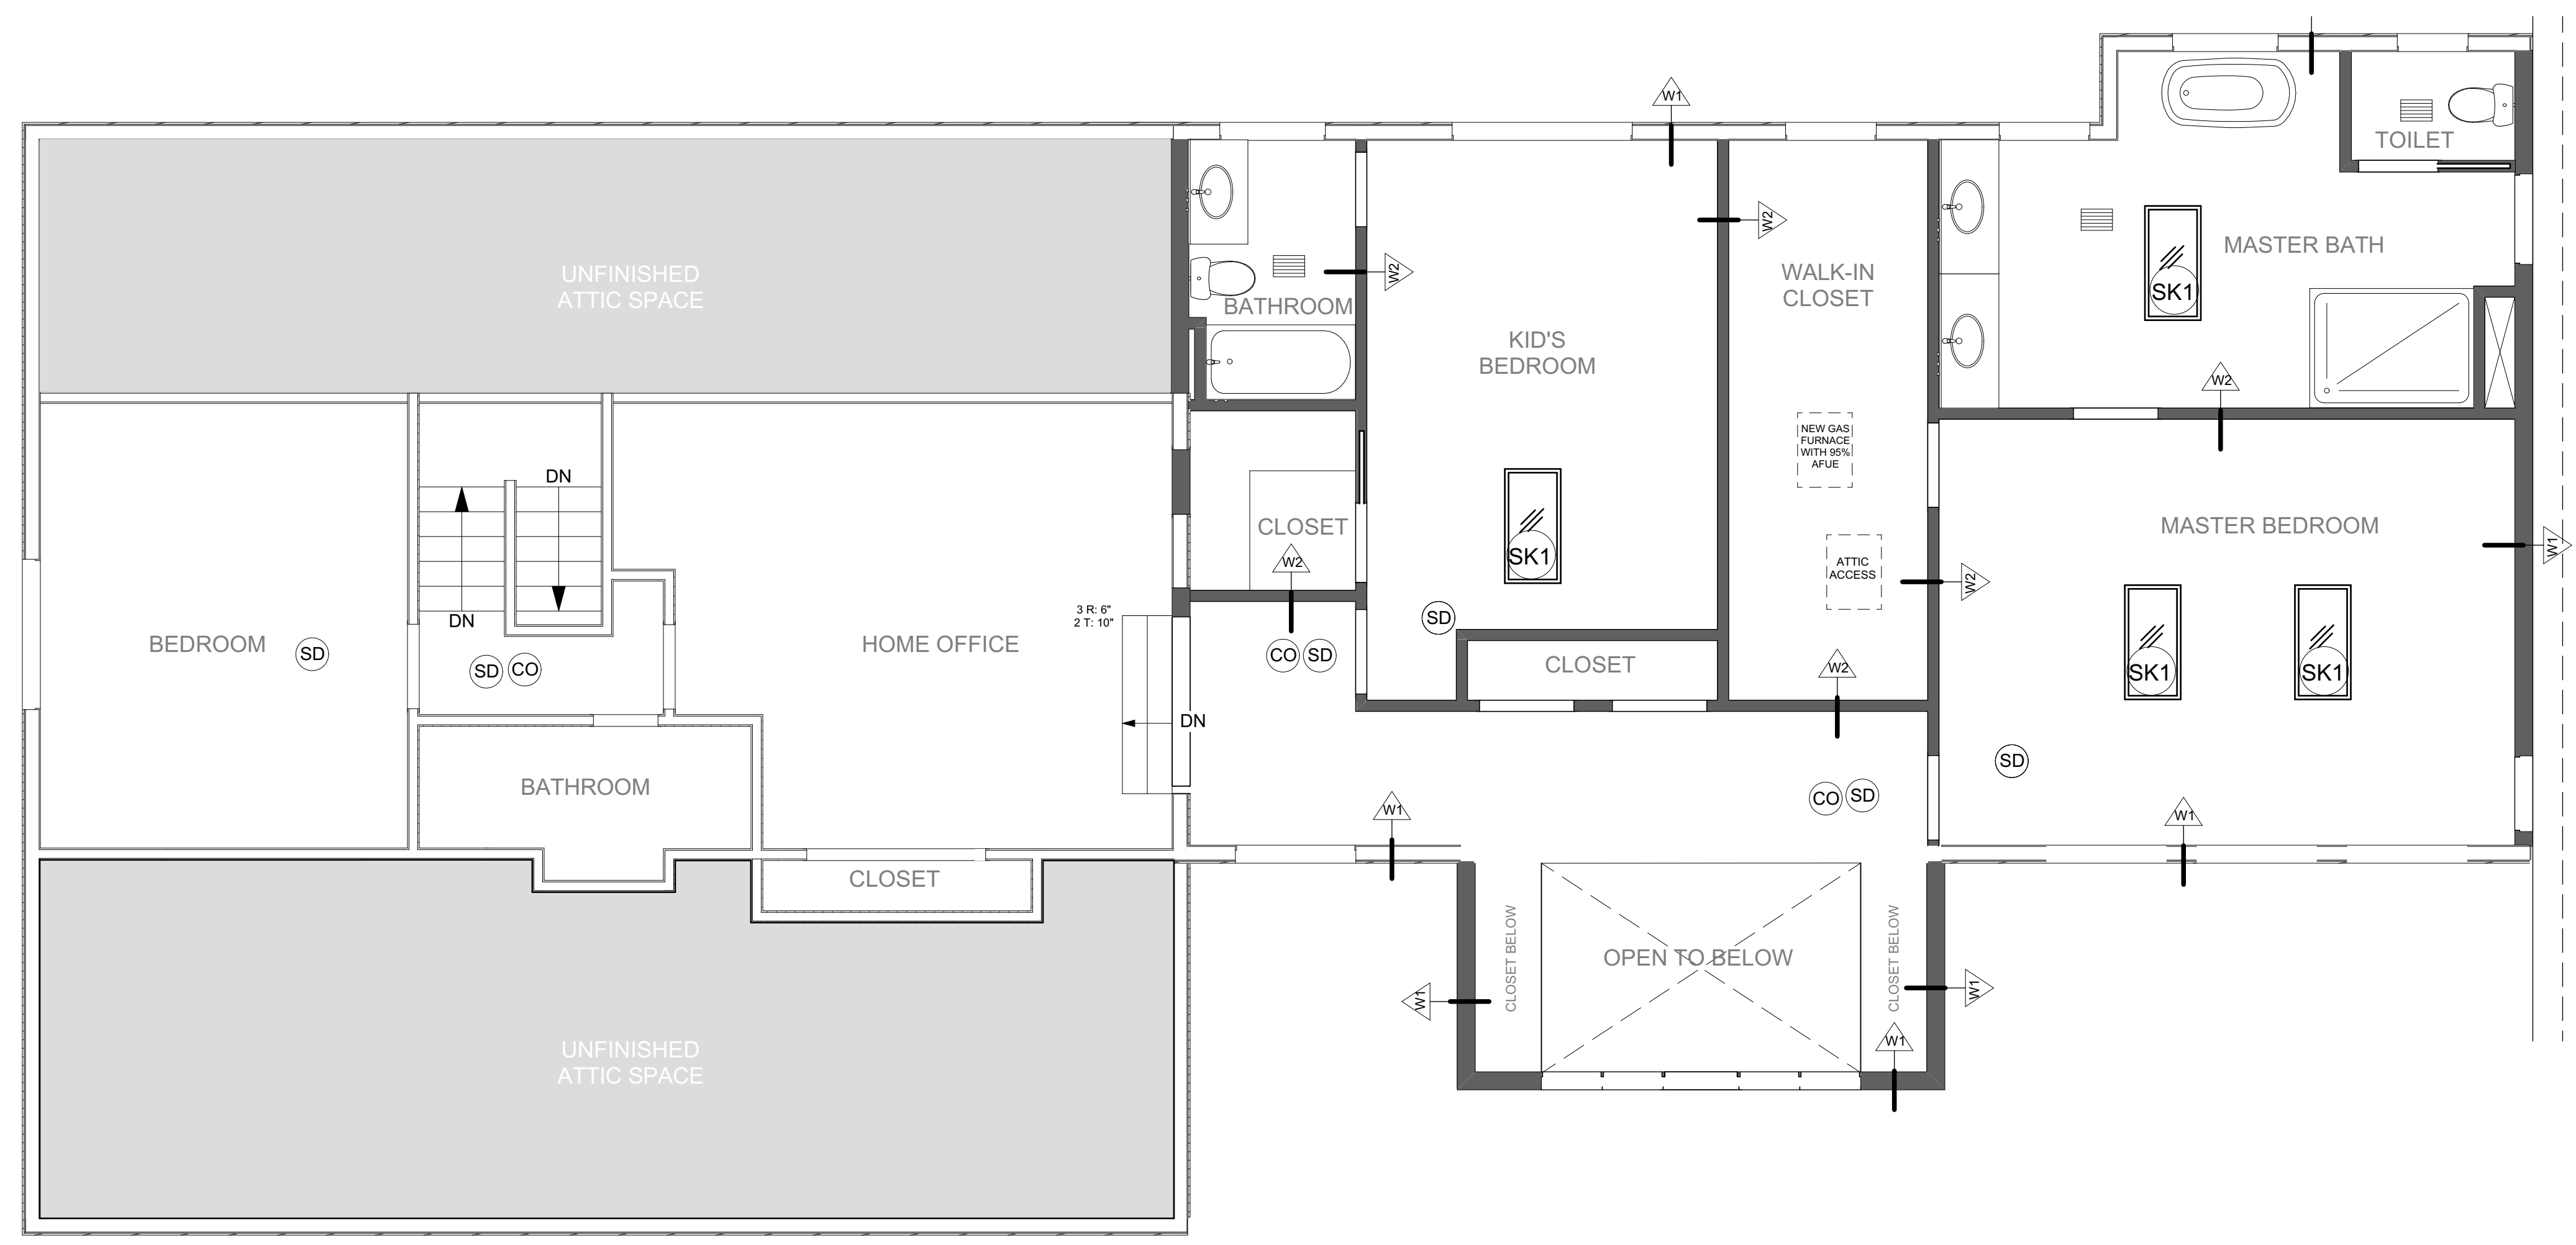 W1
TOILET
W2
W2
UNFINISHED
ATTIC SPACE
BATHROOM
KID'S
BEDROOM
WALK-IN
CLOSET
MASTER BATH
SK1
W2
NEW GAS
FURNACE
WITH 95%
AFUE
DN
DN
CLOSET
W2
SK1
ATTIC
ACCESS
W2
MASTER BEDROOM
W1
3 R: 6"
2 T: 10"
BEDROOM
SD
SD
CO
HOME OFFICE
CO
SD
SD
CLOSET
W2
SK1
SK1
DN
BATHROOM
W1
CO
SD
SD
W1
CLOSET
CLOSET BELOW
OPEN TO BELOW
CLOSET BELOW
W1
W1
W1
UNFINISHED
ATTIC SPACE